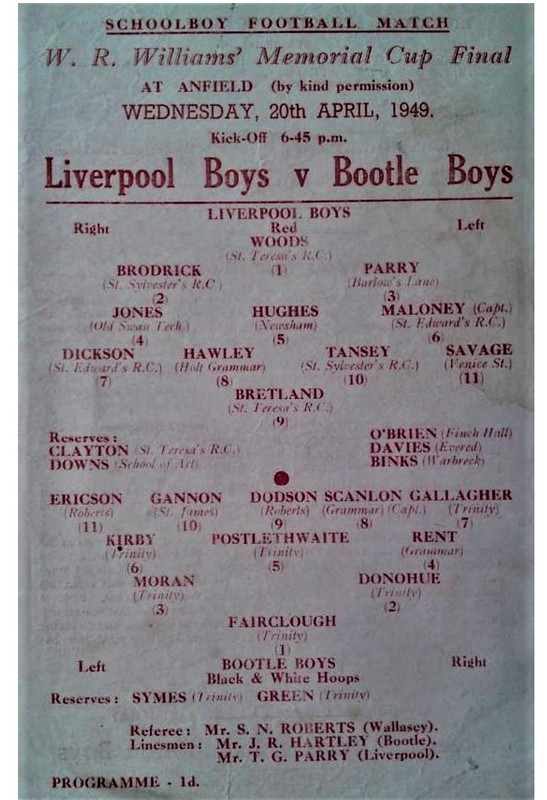 SCHOOLBOY FOOTBALL MATCH
W. R. Williams' Memorial Cup Final
AT ANFIELD (by kind permission)
WEDNESDAY, 20th APRIL, 1949.
Kick-Off 6-45 p.m.
Liverpool Boys v Bootle Boys
LIVERPOOL BOYS
Right Red Left
WOODS
(St. Teresa's R.C.)
(1)
BRODRICK PARRY
(St. Sylvester's R.C) (Barlow's Lane)
(2) (3)
JONES HUGHES MALONEY (Capt.)
(Old Swan Tech.) (Newsham) (St. Edward's R.C.)
(4) (5) (6)
DICKSON HAWLEY TANSEY SAVAGE
(St. Edward's R.C.) (Holt Grammar) (St. Sylvester's R.C.) (Venice St.)
(7) (8) (10) (11)
BRETLAND
(St. Teresa's R.C.)
(9)
Reserves: O'BRIEN (Finch Hall)
CLAYTON (St. Teresa's R.C.) DAVIES (Evered)
DOWNS (School of Art) BINKS (Warbreck)
ERICSON GANNON DODSON SCANLON GALLAGHER
(Roberts) (St. James) (Roberts) (Grammar) (Capt.) (Trinity)
(11) (10) (9) (8) (7)
KIRBY POSTLETHWAITE RENT
(Trinity) (Trinity) (Grammar)
(6) (5) (4)
MORAN DONOHUE
(Trinity) (Trinity)
(3) (2)
FAIRCLOUGH
(Trinity)
(1)
Left BOOTLE BOYS Right
Black & White Hoops
Reserves: SYMES (Trinity) GREEN (Trinity)
Referee: Mr. S. N. ROBERTS (Wallasey).
Linesmen: Mr. J. R. HARTLEY (Bootle).
Mr. T. G. PARRY (Liverpool).
PROGRAMME - 1d.